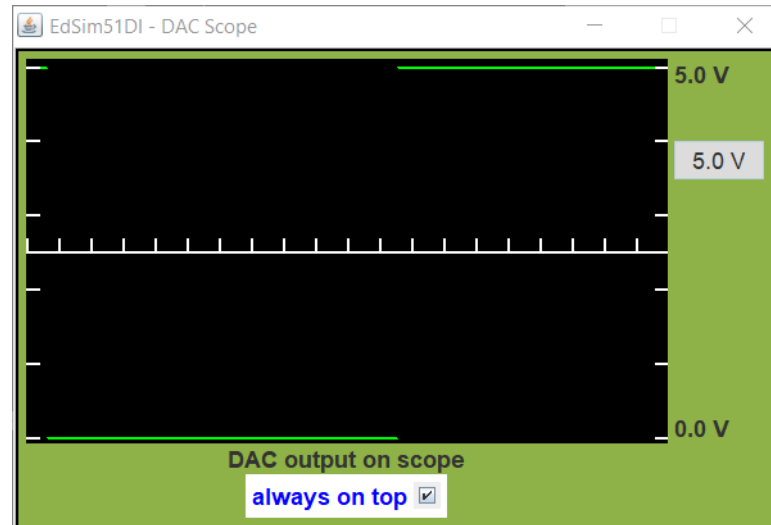 EdSim51DI - DAC Scope
5.0 V
5.0 V
0.0 V
DAC output on scope
always on top